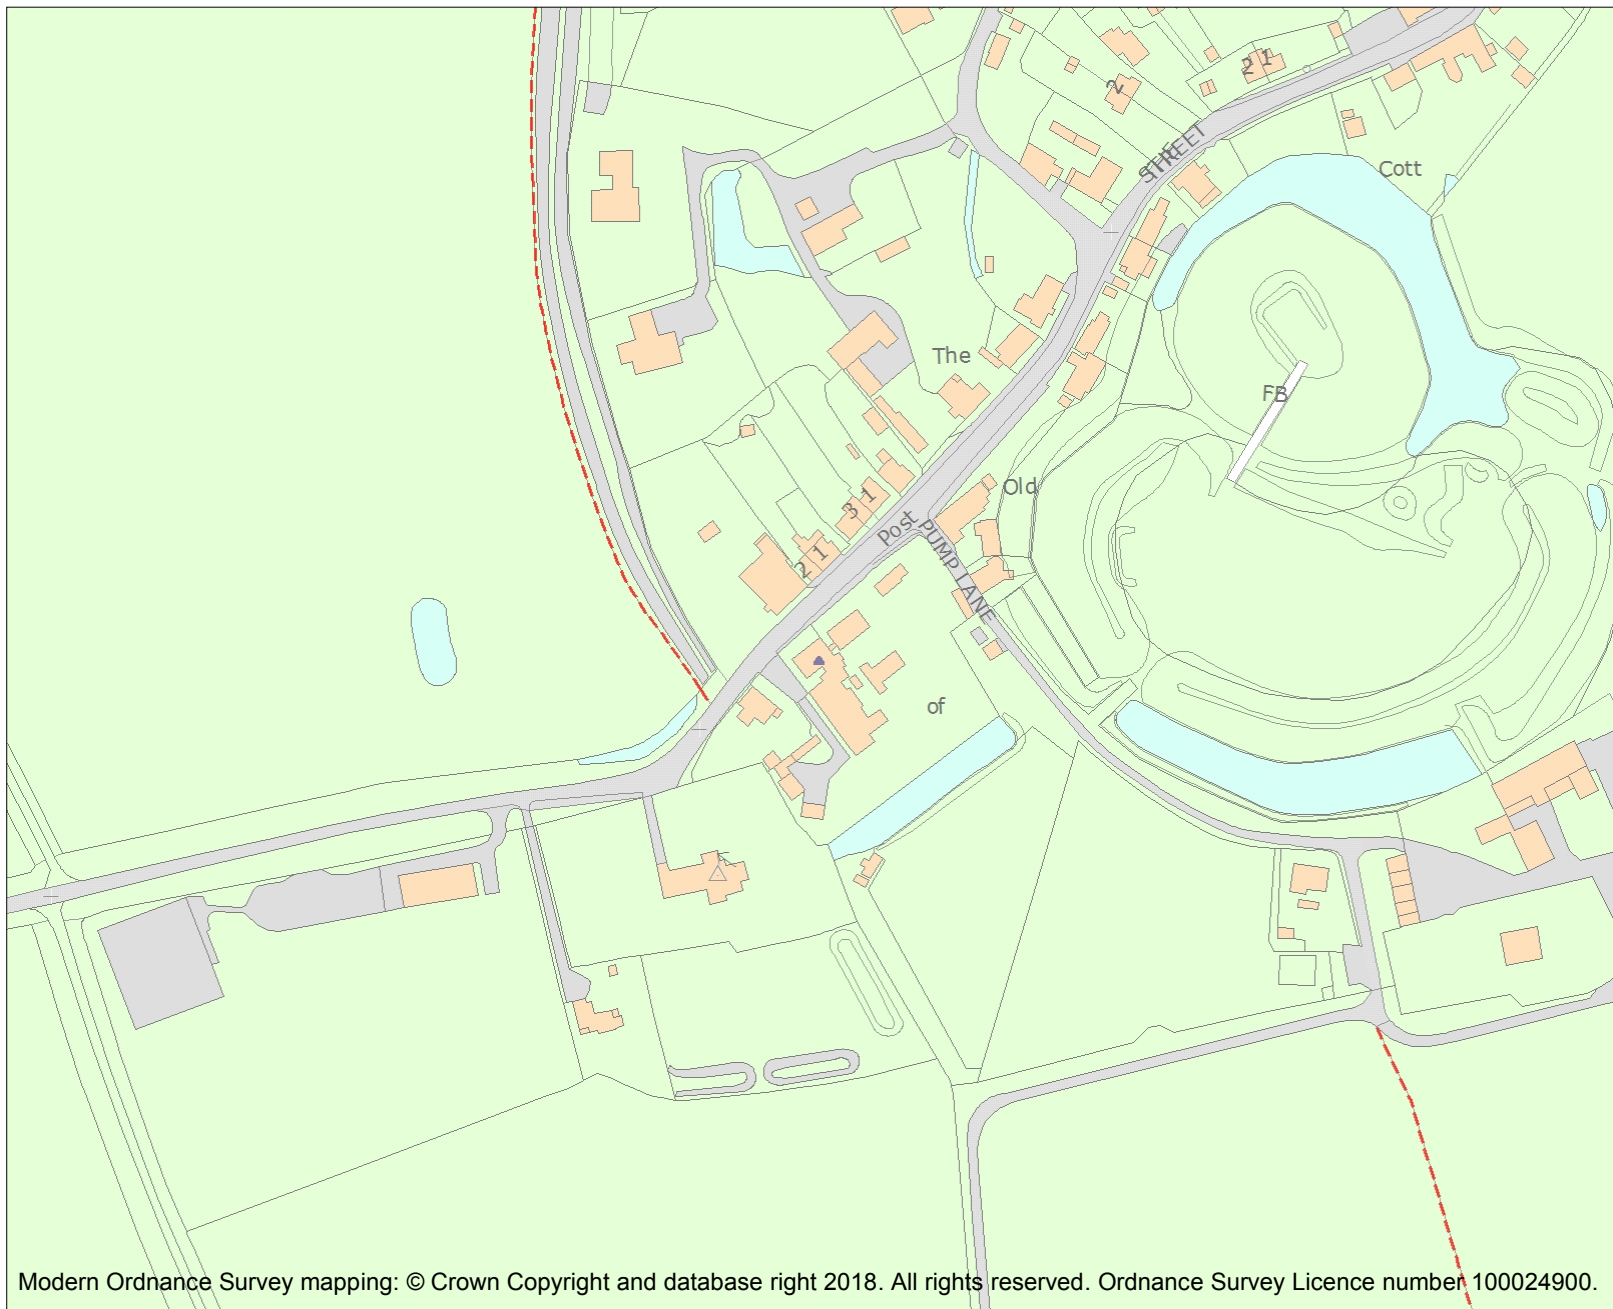 2 1
2
STREET
Cott
The
FB
Old
3 1
Post
PUMP LANE
2 1
of
Modern Ordnance Survey mapping: © Crown Copyright and database right 2018. All rights reserved. Ordnance Survey Licence number 100024900.